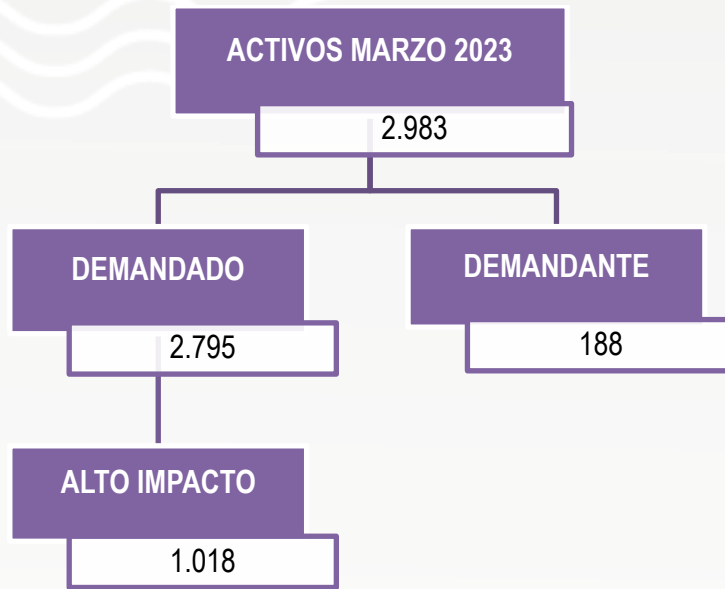 ACTIVOS MARZO 2023
2.983
DEMANDADO
2.795
DEMANDANTE
188
ALTO IMPACTO
1.018